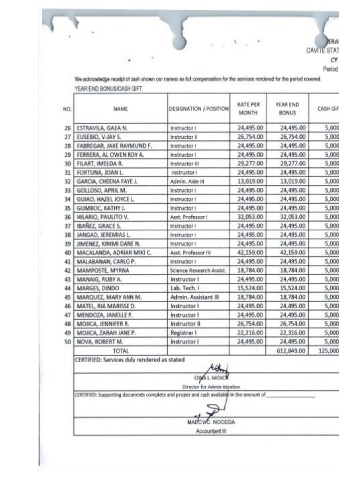 CAVITE STAT
Period
We acknowledge receipt of cash shown our names as full compensation for the services rendered for the period covered.
YEAR END BONUS/CASH GIFT
NO. NAME DESIGNATION / POSITION RATE PER MONTH YEAR END BONUS CASH GIF
26 ESTRAVILA, GAEA N. Instructor I 24,495.00 24,495.00 5,000
27 EUSEBIO, V-JAY S. Instructor II 26,754.00 26,754.00 5,000
28 FABREGAR, JAKE RAYMUND F. Instructor I 24,495.00 24,495.00 5,000
29 FERRERA, AL OWEN ROY A. Instructor I 24,495.00 24,495.00 5,000
30 FILART, IMELDA R. Instructor III 29,277.00 29,277.00 5,000
31 FORTUNA, JOAN L. Instructor I 24,495.00 24,495.00 5,000
32 GARCIA, CHEENA FAYE J. Admin. Aide III 13,019.00 13,019.00 5,000
33 GOLLOSO, APRIL M. Instructor I 24,495.00 24,495.00 5,000
34 GUIAO, HAZEL JOYCE L. Instructor I 24,495.00 24,495.00 5,000
35 GUMBOC, KATHY J. Instructor I 24,495.00 24,495.00 5,000
36 HILARIO, PAULITO V. Asst. Professor I 32,053.00 32,053.00 5,000
37 IBAÑEZ, GRACE S. Instructor I 24,495.00 24,495.00 5,000
38 JANGAO, JEREMIAS L. Instructor I 24,495.00 24,495.00 5,000
39 JIMENEZ, KIMMI DANE N. Instructor I 24,495.00 24,495.00 5,000
40 MACALANDA, ADRIAN MIKI C. Asst. Professor IV 42,159.00 42,159.00 5,000
41 MALABANAN, CARLO P. Instructor I 24,495.00 24,495.00 5,000
42 MAMPOSTE, MYRNA Science Research Assist. 18,784.00 18,784.00 5,000
43 MANAIG, RUBY A. Instructor I 24,495.00 24,495.00 5,000
44 MARGES, DINDO Lab. Tech. I 15,524.00 15,524.00 5,000
45 MARQUEZ, MARY ANN M. Admin. Assistant III 18,784.00 18,784.00 5,000
46 MATEL, RIA MARISSE D. Instructor I 24,495.00 24,495.00 5,000
47 MENDOZA, JANELLE P. Instructor I 24,495.00 24,495.00 5,000
48 MOJICA, JENNIFER R. Instructor II 26,754.00 26,754.00 5,000
49 MOJICA, ZARAH JANE P. Registrar I 22,316.00 22,316.00 5,000
50 NOVA, ROBERT M. Instructor I 24,495.00 24,495.00 5,000
TOTAL 612,849.00 125,000
CERTIFIED: Services duly rendered as stated
EDNA L. MOJICA
Director for Administration
CERTIFIED: Supporting documents complete and proper and cash available in the amount of
NOCEDA
Accountant III